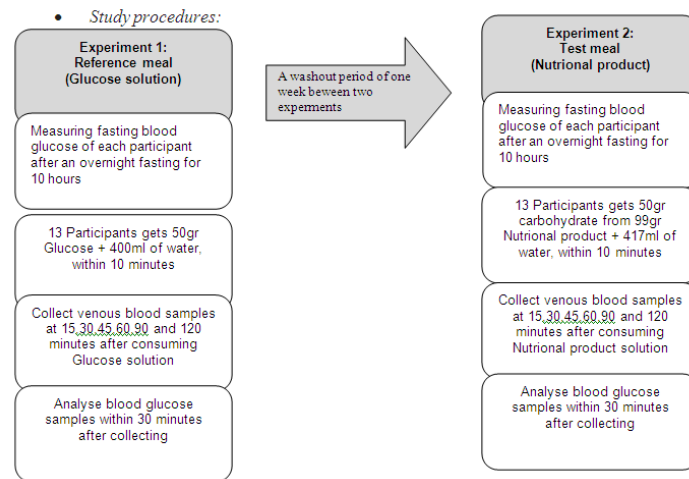 • Study procedures:
Experiment 1:
Reference meal
(Glucose solution)
Measuring fasting blood
glucose of each participant
after an overnight fasting for
10 hours
13 Participants gets 50gr
Glucose + 400ml of water,
within 10 minutes
Collect venous blood samples
at 15,30,45,60,90 and 120
minutes after consuming
Glucose solution
Analyse blood glucose
samples within 30 minutes
after collecting
A washout period of one
week beween two
experments
Experiment 2:
Test meal
(Nutrional product)
Measuring fasting blood
glucose of each participant
after an overnight fasting for
10 hours
13 Participants gets 50gr
carbohydrate from 99gr
Nutrional product + 417ml of
water, within 10 minutes
Collect venous blood samples
at 15,30,45,60,90 and 120
minutes after consuming
Nutrional product solution
Analyse blood glucose
samples within 30 minutes
after collecting